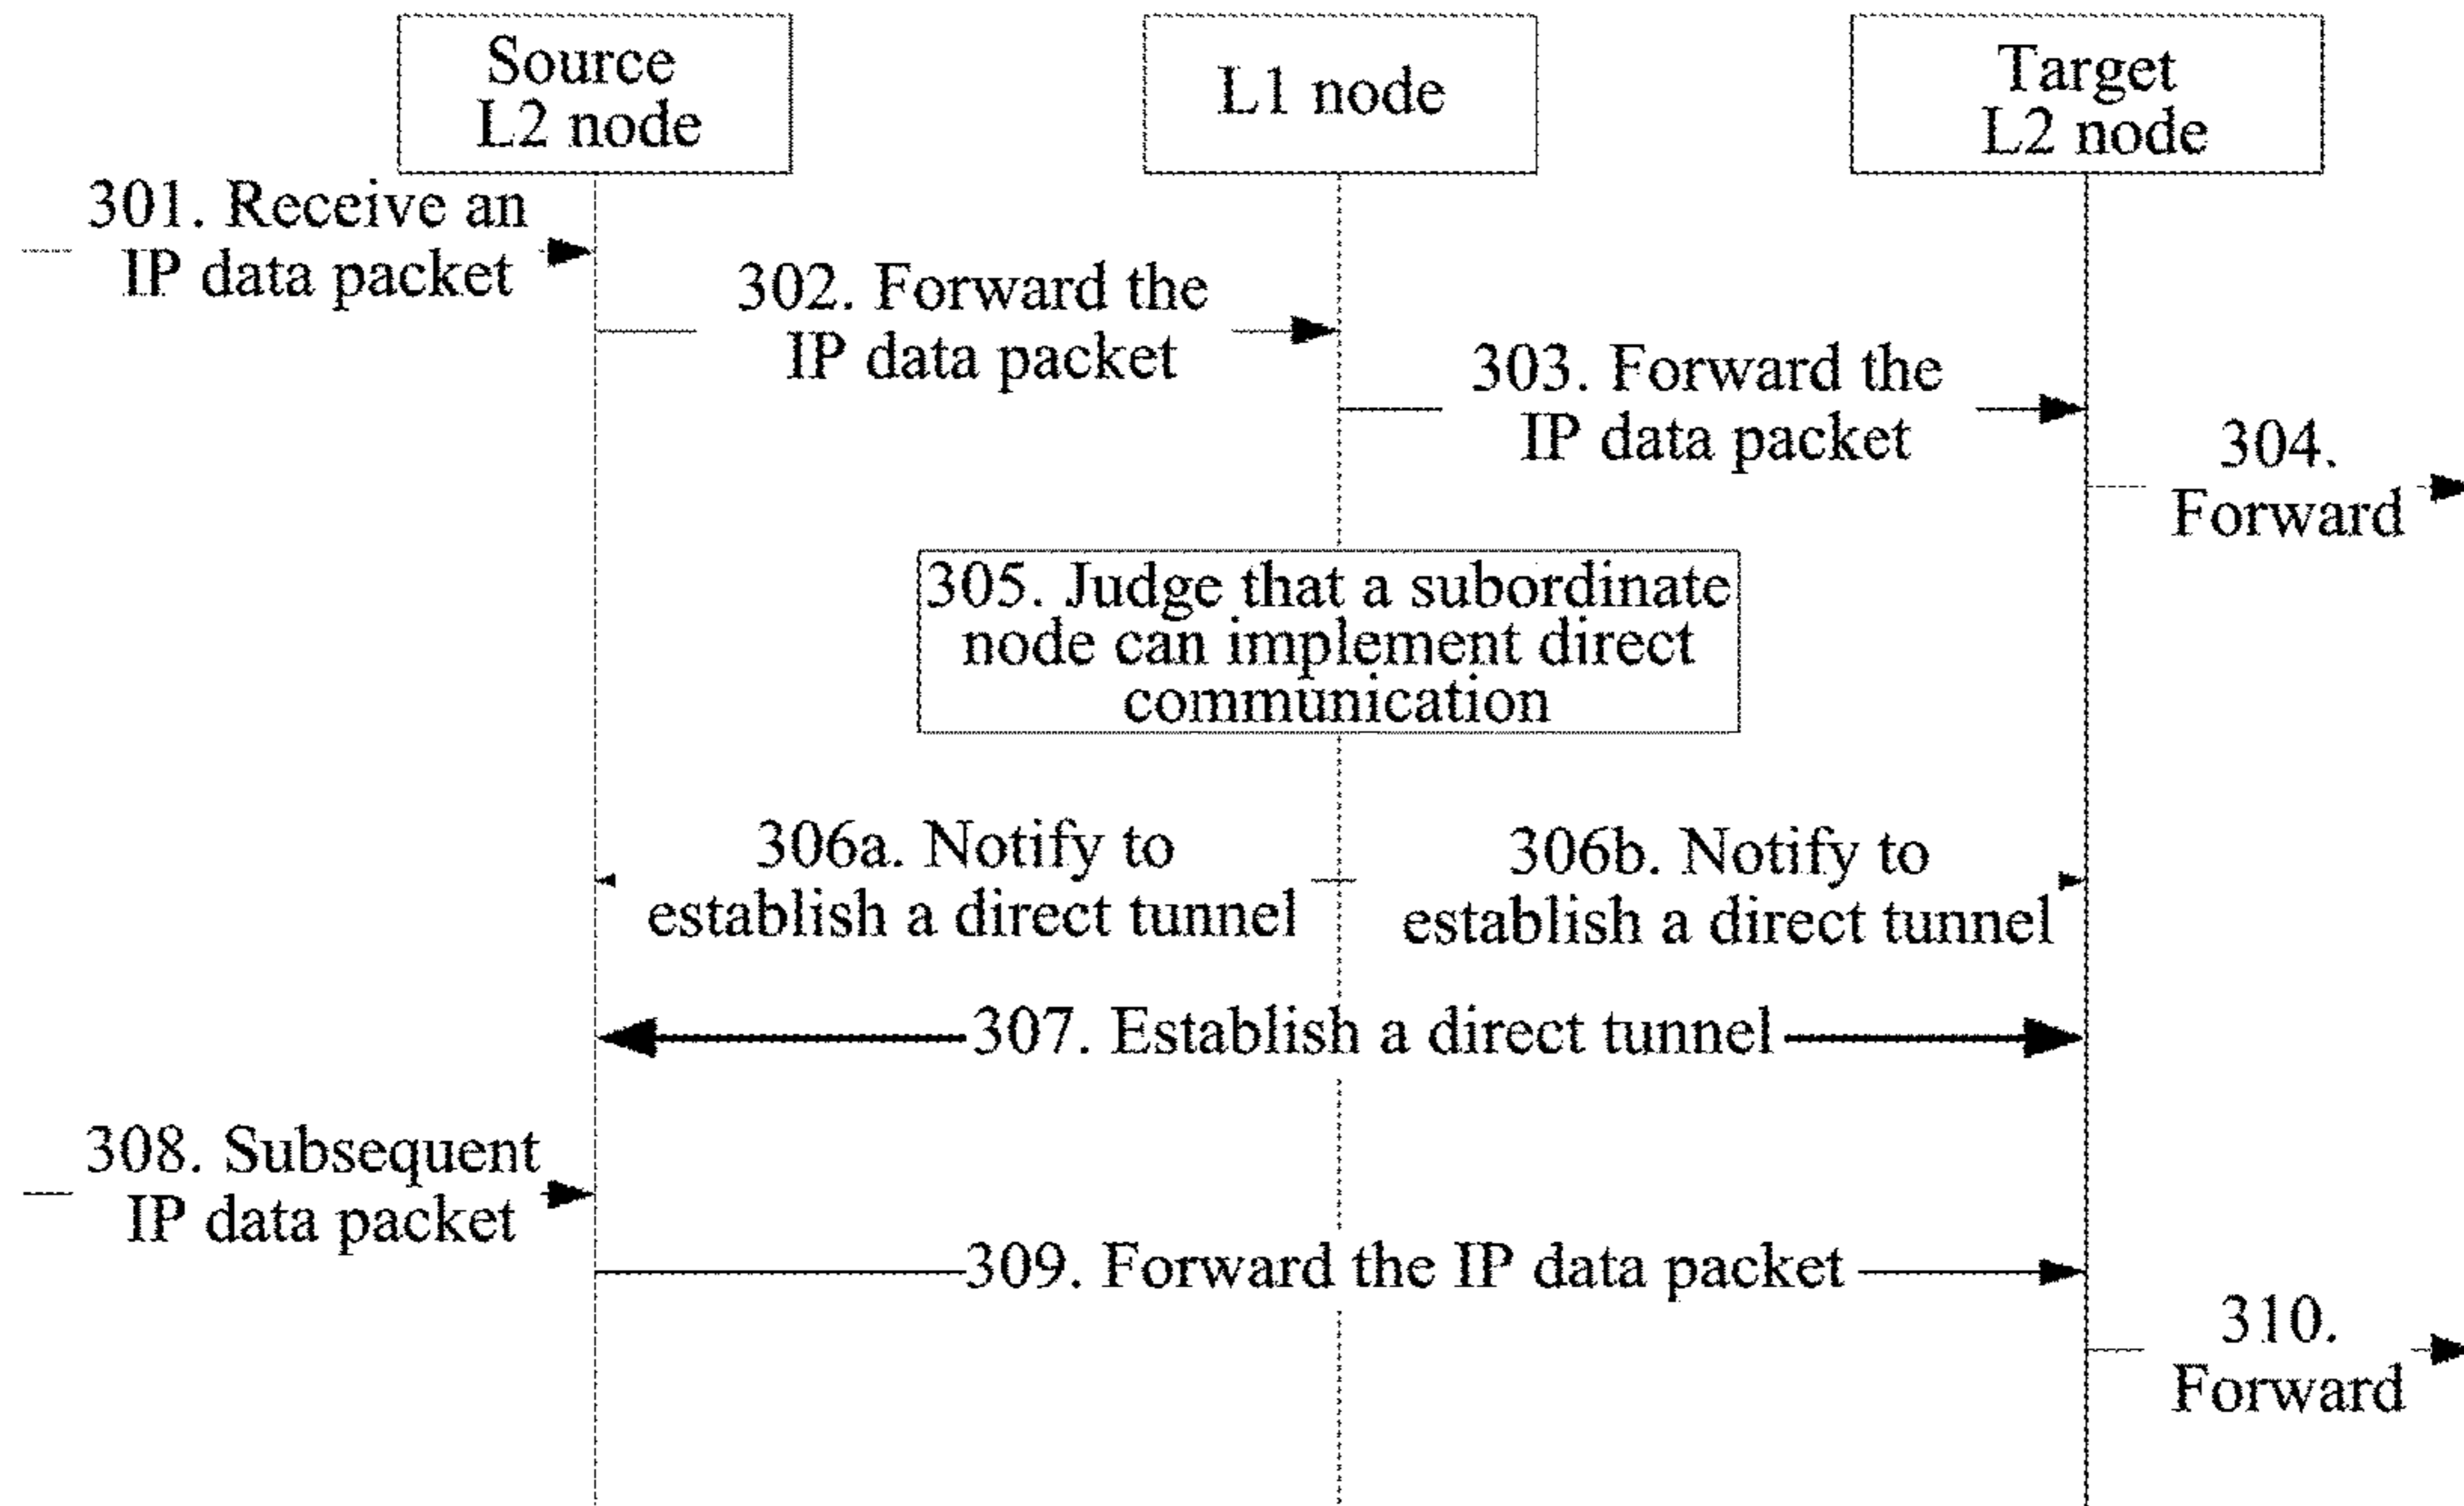 Source
L2 node
L1 node
Target
L2 node
301. Receive an
IP data packet
302. Forward the
IP data packet
303. Forward the
IP data packet
304.
Forward
305. Judge that a subordinate
node can implement direct
communication
306a. Notify to
establish a direct tunnel
306b. Notify to
establish a direct tunnel
307. Establish a direct tunnel
308. Subsequent
IP data packet
309. Forward the IP data packet
310.
Forward